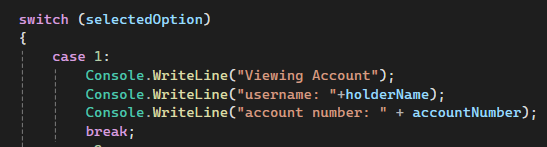 switch (selectedOption)
{
case 1:
Console.WriteLine("Viewing Account");
Console.WriteLine("username: "+holderName);
Console.WriteLine("account number: " + accountNumber);
break;